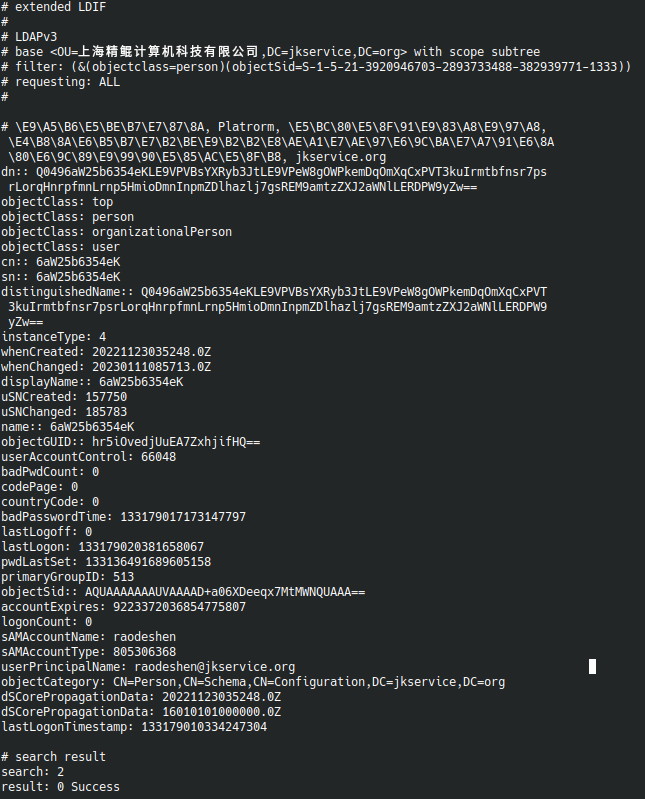 # extended LDIF
#
# LDAPv3
# base <OU=上海精鲲计算机科技有限公司,DC=jkservice,DC=org> with scope subtree
# filter: (&(objectclass=person)(objectSid=S-1-5-21-3920946703-2893733488-382939771-1333))
# requesting: ALL
#
# \E9\A5\B6\E5\BE\B7\E7\87\8A, Platrorm, \E5\BC\80\E5\8F\91\E9\83\A8\E9\97\A8,
\E4\B8\8A\E6\B5\B7\E7\B2\BE\E9\B2\B2\E8\AE\A1\E7\AE\97\E6\9C\BA\E7\A7\91\E6\8A
\80\E6\9C\89\E9\99\90\E5\85\AC\E5\8F\B8, jkservice.org
dn:: Q0496aW25b6354eKLE9VPVBsYXRyb3JtLE9VPeW8gOWPkemDqOmXqCxPVT3kuIrmtbfnsr7ps
rLorqHnrpfmnLrnp5HmioDmnInpmZDlhazlj7gsREM9amtzZXJ2aWNlLERDPW9yZw==
objectClass: top
objectClass: person
objectClass: organizationalPerson
objectClass: user
cn:: 6aW25b6354eK
sn:: 6aW25b6354eK
distinguishedName:: Q0496aW25b6354eKLE9VPVBsYXRyb3JtLE9VPeW8gOWPkemDqOmXqCxPVT
3kuIrmtbfnsr7psrLorqHnrpfmnLrnp5HmioDmnInpmZDlhazlj7gsREM9amtzZXJ2aWNlLERDPW9
yZw==
instanceType: 4
whenCreated: 20221123035248.0Z
whenChanged: 20230111085713.0Z
displayName:: 6aW25b6354eK
uSNCreated: 157750
uSNChanged: 185783
name:: 6aW25b6354eK
objectGUID:: hr5iOvedjUuEA7ZxhjifHQ==
userAccountControl: 66048
badPwdCount: 0
codePage: 0
countryCode: 0
badPasswordTime: 133179017173147797
lastLogoff: 0
lastLogon: 133179020381658067
pwdLastSet: 133136491689605158
primaryGroupID: 513
objectSid:: AQUAAAAAAAUVAAAAD+a06XDeeqx7MtMWNQUAAA==
accountExpires: 9223372036854775807
logonCount: 0
sAMAccountName: raodeshen
sAMAccountType: 805306368
userPrincipalName: raodeshen@jkservice.org
objectCategory: CN=Person,CN=Schema,CN=Configuration,DC=jkservice,DC=org
dSCorePropagationData: 20221123035248.0Z
dSCorePropagationData: 16010101000000.0Z
lastLogonTimestamp: 133179010334247304
# search result
search: 2
result: 0 Success